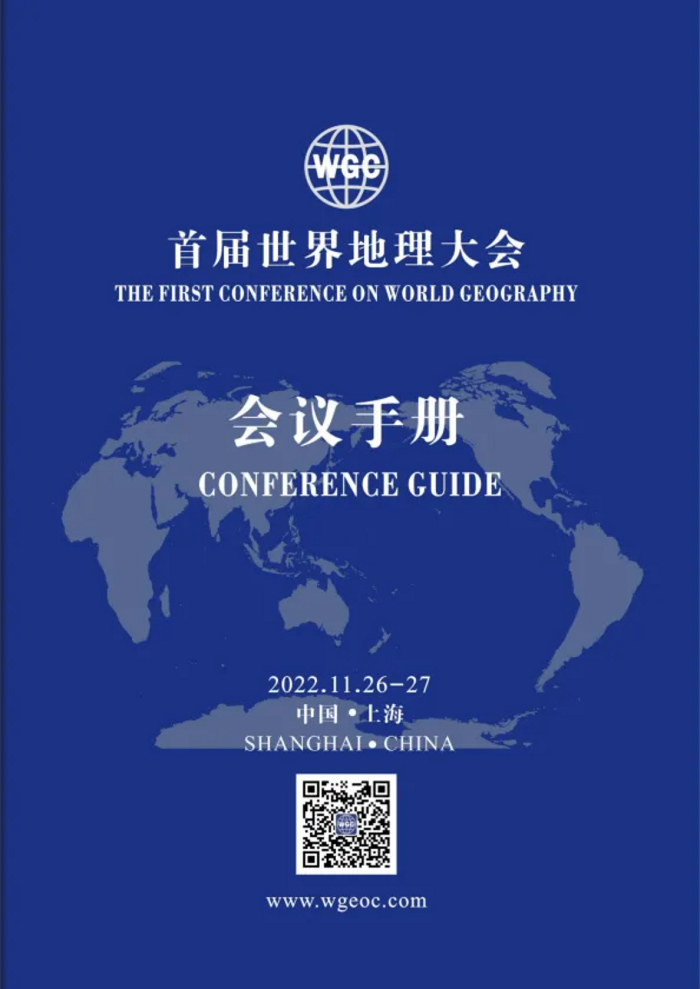 WGC
首届世界地理大会
THE FIRST CONFERENCE ON WORLD GEOGRAPHY
会议手册
CONFERENCE GUIDE
2022.11.26-27
中国•上海
SHANGHAI•CHINA
WGC
www.wgeoc.com